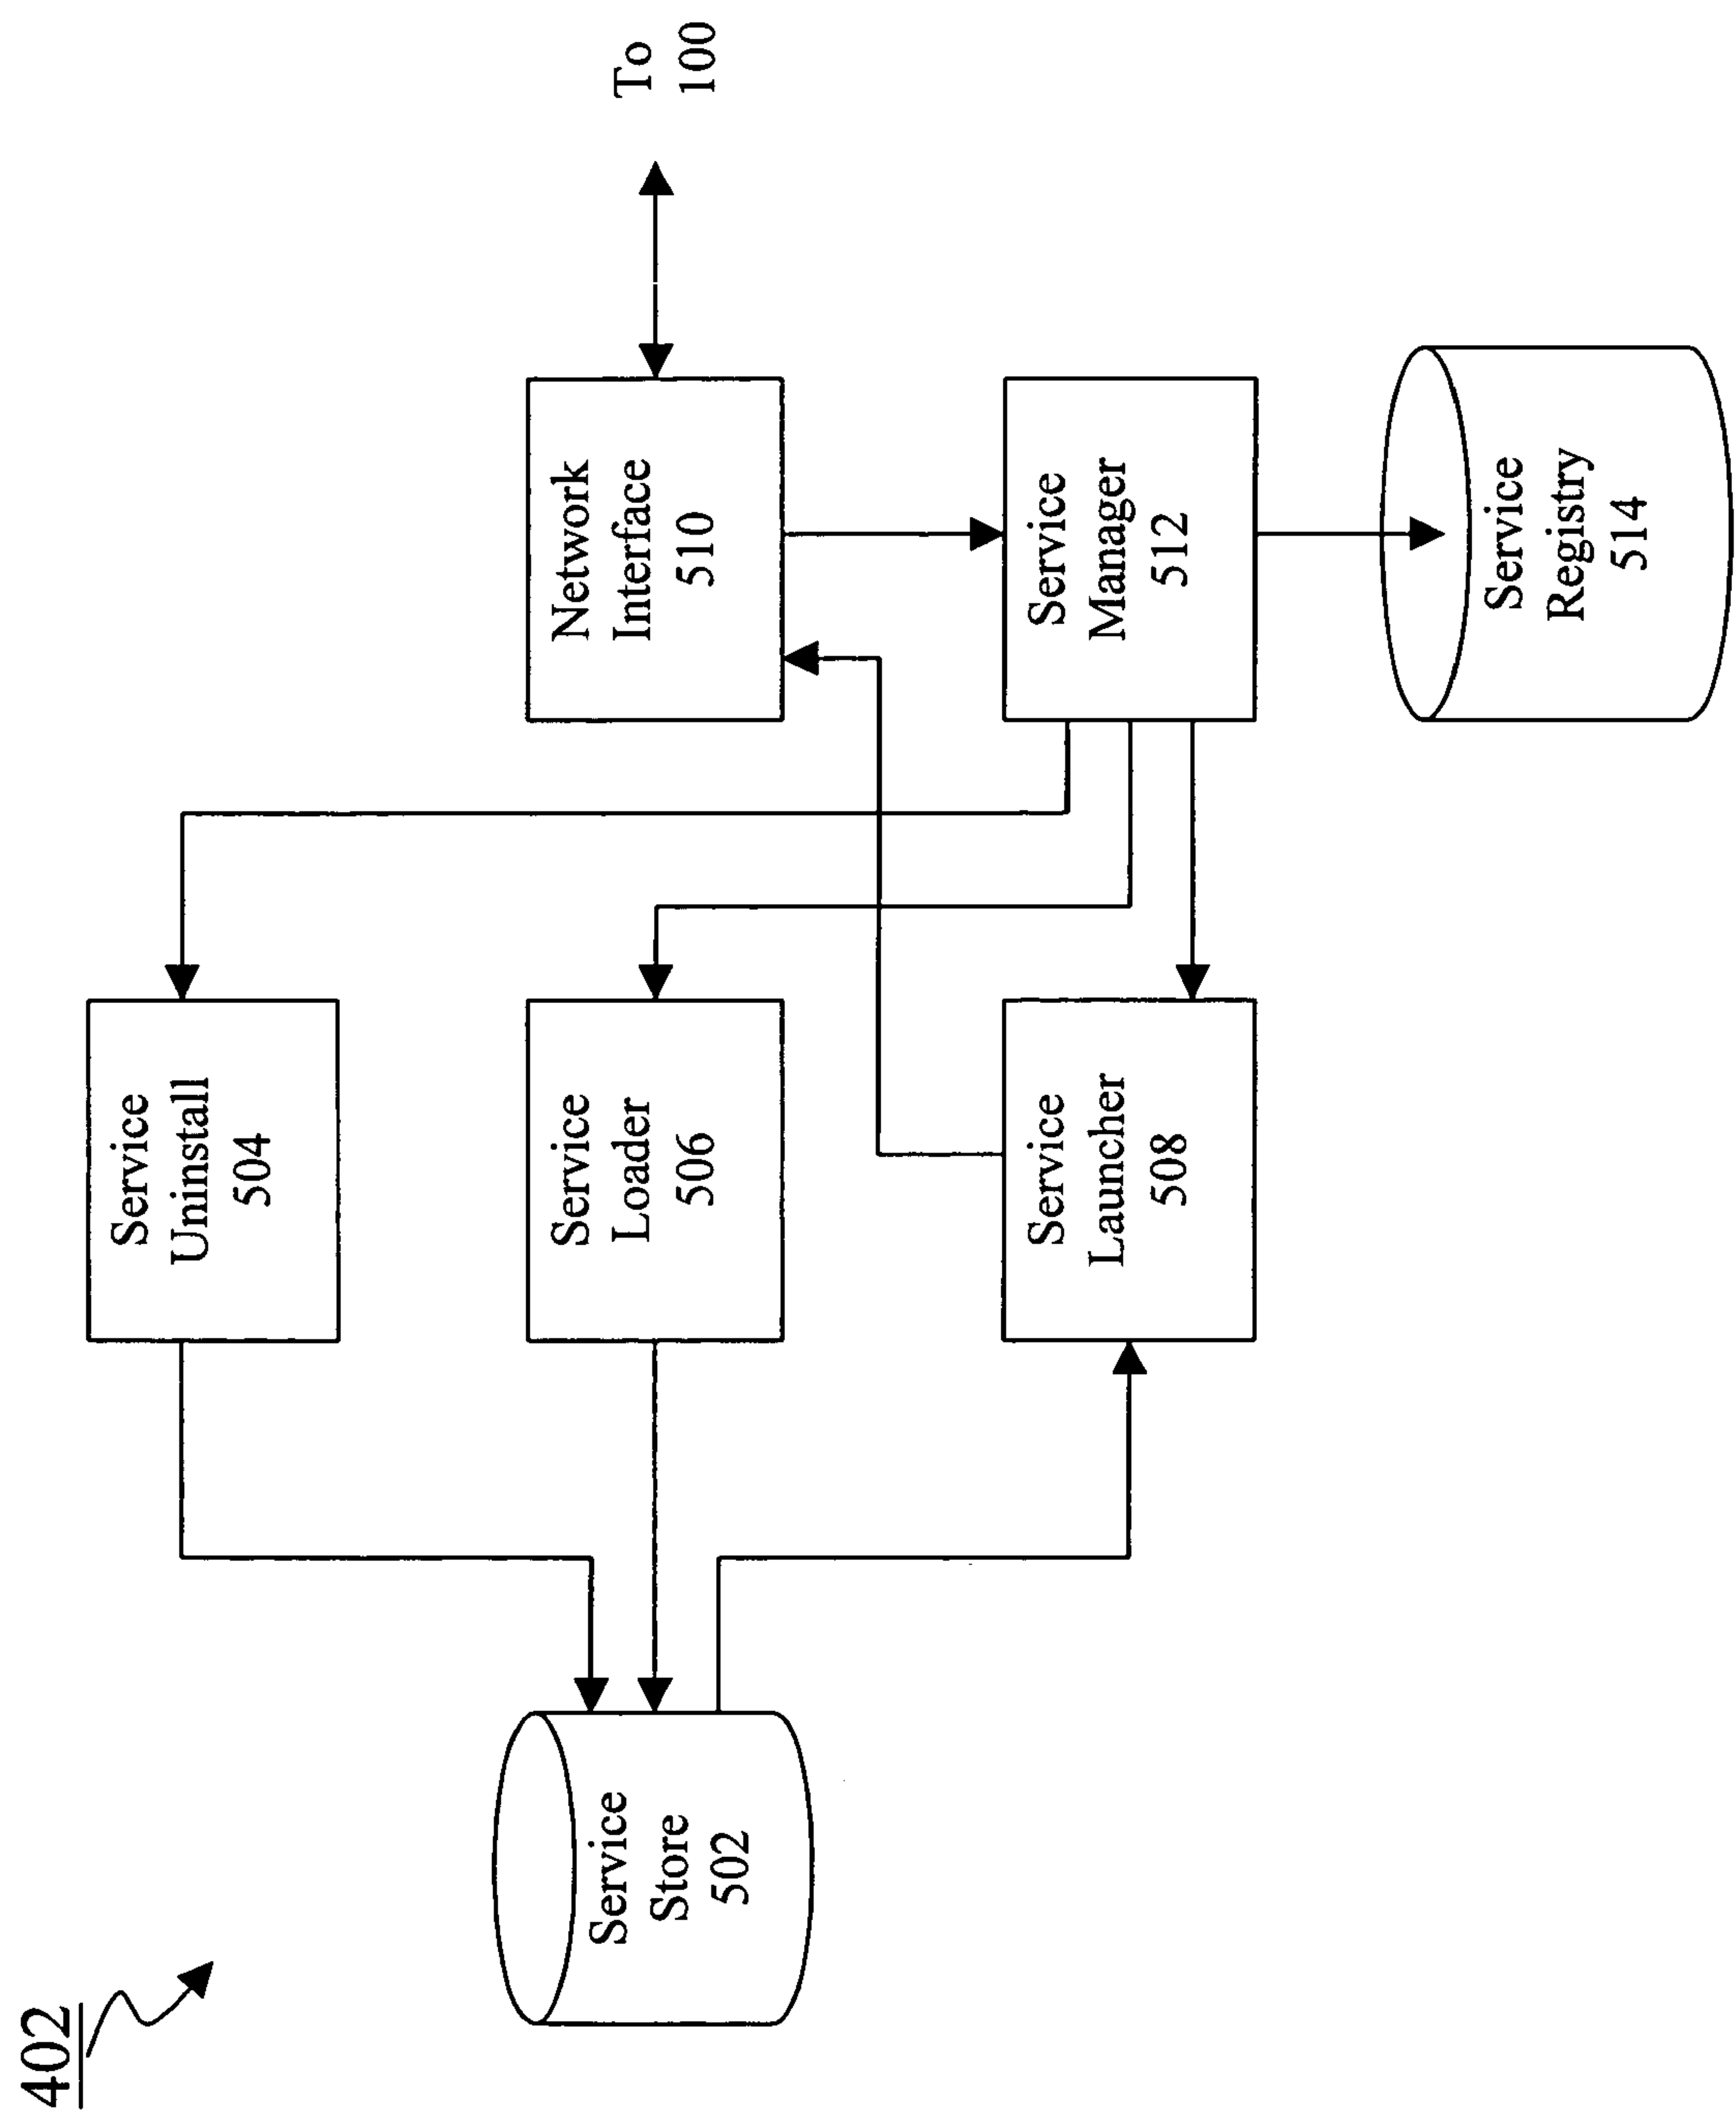 402
Service
Uninstall
504
Service
Store
502
Service
Loader
506
Network
Interface
510
To
100
Service
Launcher
508
Service
Manager
512
Service
Registry
514